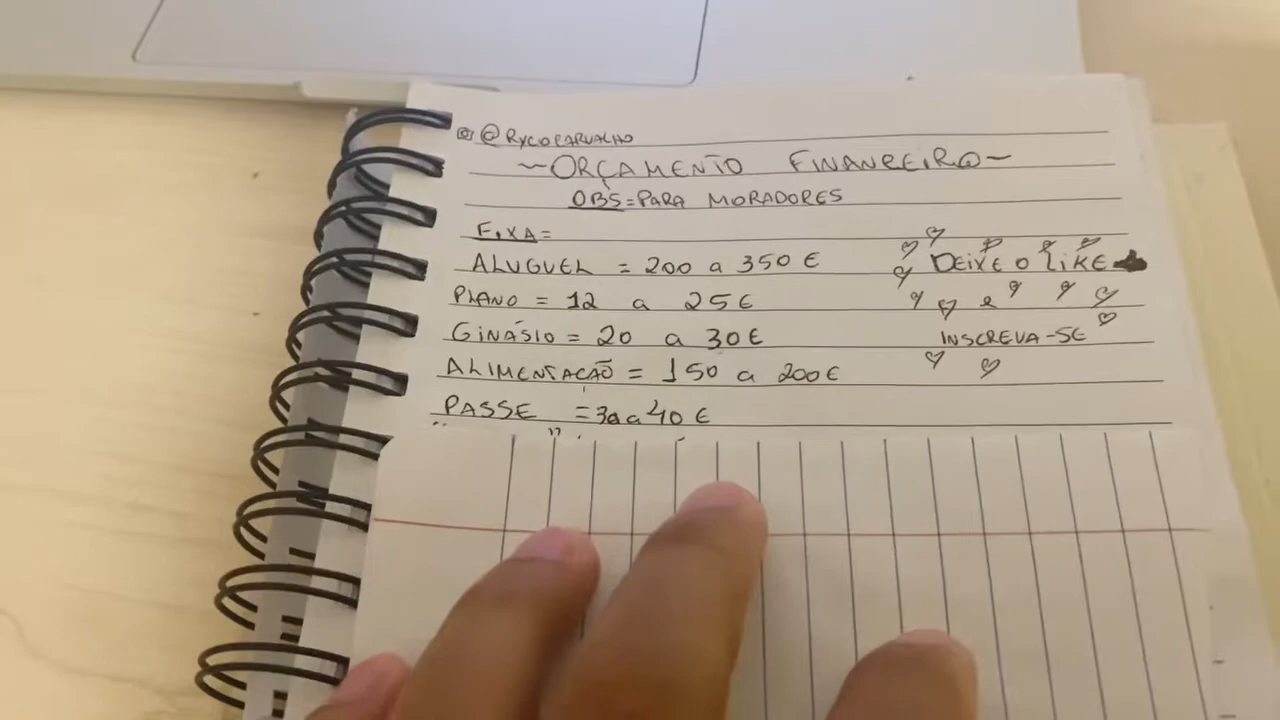 @RYCOCARVALHO
~ORÇAMENTO FINANCEIRO~
OBS=PARA MORADORES
FIXA=
ALUGUEL = 200 a 350 €
DEIXE O LIKE
PLANO = 12 a 25€
e
GINÁSIO = 20 a 30€
INSCREVA-SE
ALIMENTAÇÃO = 150 a 200€
PASSE = 30 a 40 €